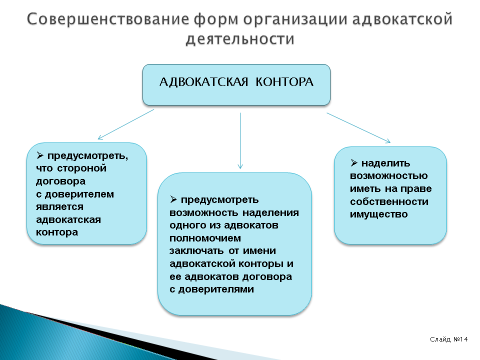 Совершенствование форм организации адвокатской
деятельности
АДВОКАТСКАЯ КОНТОРА
➢ предусмотреть,
что стороной
договора
с доверителем
является
адвокатская
контора
➢ предусмотреть
возможность наделения
одного из адвокатов
полномочием
заключать от имени
адвокатской конторы и
ее адвокатов договора
с доверителями
➢ наделить
возможностью
иметь на праве
собственности
имущество
Слайд №14